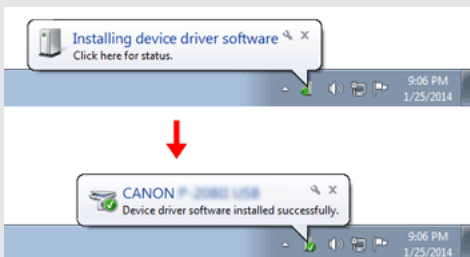 Installing device driver software
Click here for status.
9:06 PM
1/25/2014
CANON
Device driver software installed successfully.
9:06 PM
1/25/2014